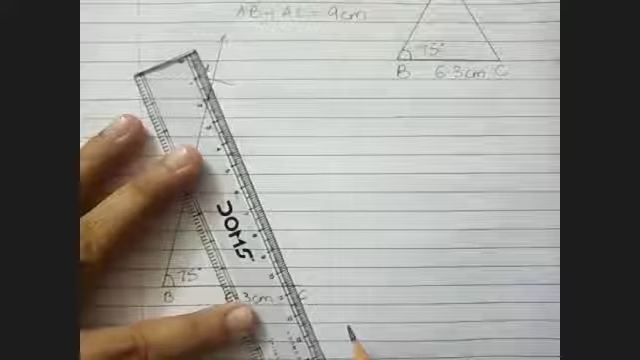 AB + AC = 9cm
75°
B 6.3cm C
DOMS
75°
B 3cm C